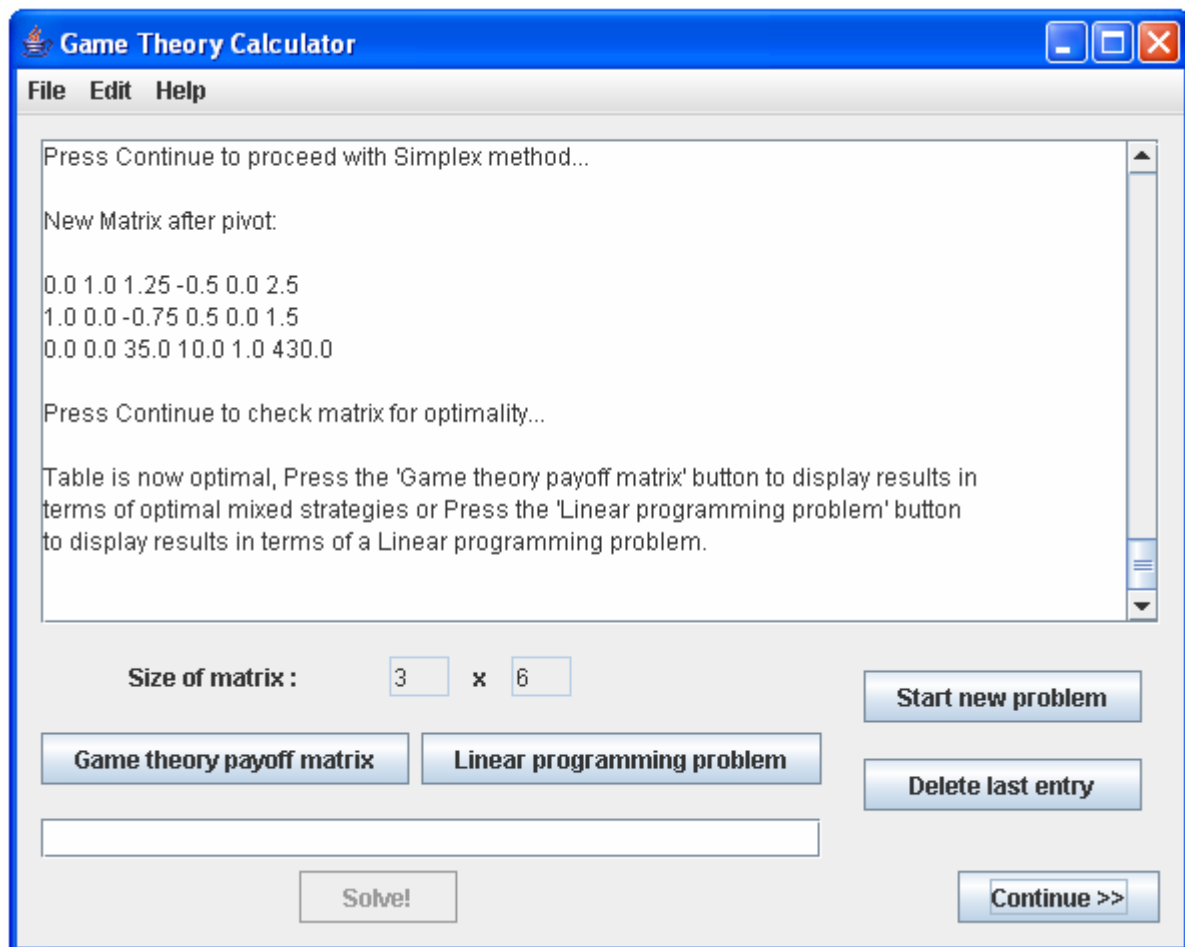 Game Theory Calculator
File Edit Help
Press Continue to proceed with Simplex method...
New Matrix after pivot:
0.0 1.0 1.25 -0.5 0.0 2.5
1.0 0.0 -0.75 0.5 0.0 1.5
0.0 0.0 35.0 10.0 1.0 430.0
Press Continue to check matrix for optimality...
Table is now optimal, Press the 'Game theory payoff matrix' button to display results in
terms of optimal mixed strategies or Press the 'Linear programming problem' button
to display results in terms of a Linear programming problem.
Size of matrix : 3 x 6
Start new problem
Game theory payoff matrix Linear programming problem
Delete last entry
Solve!
Continue >>